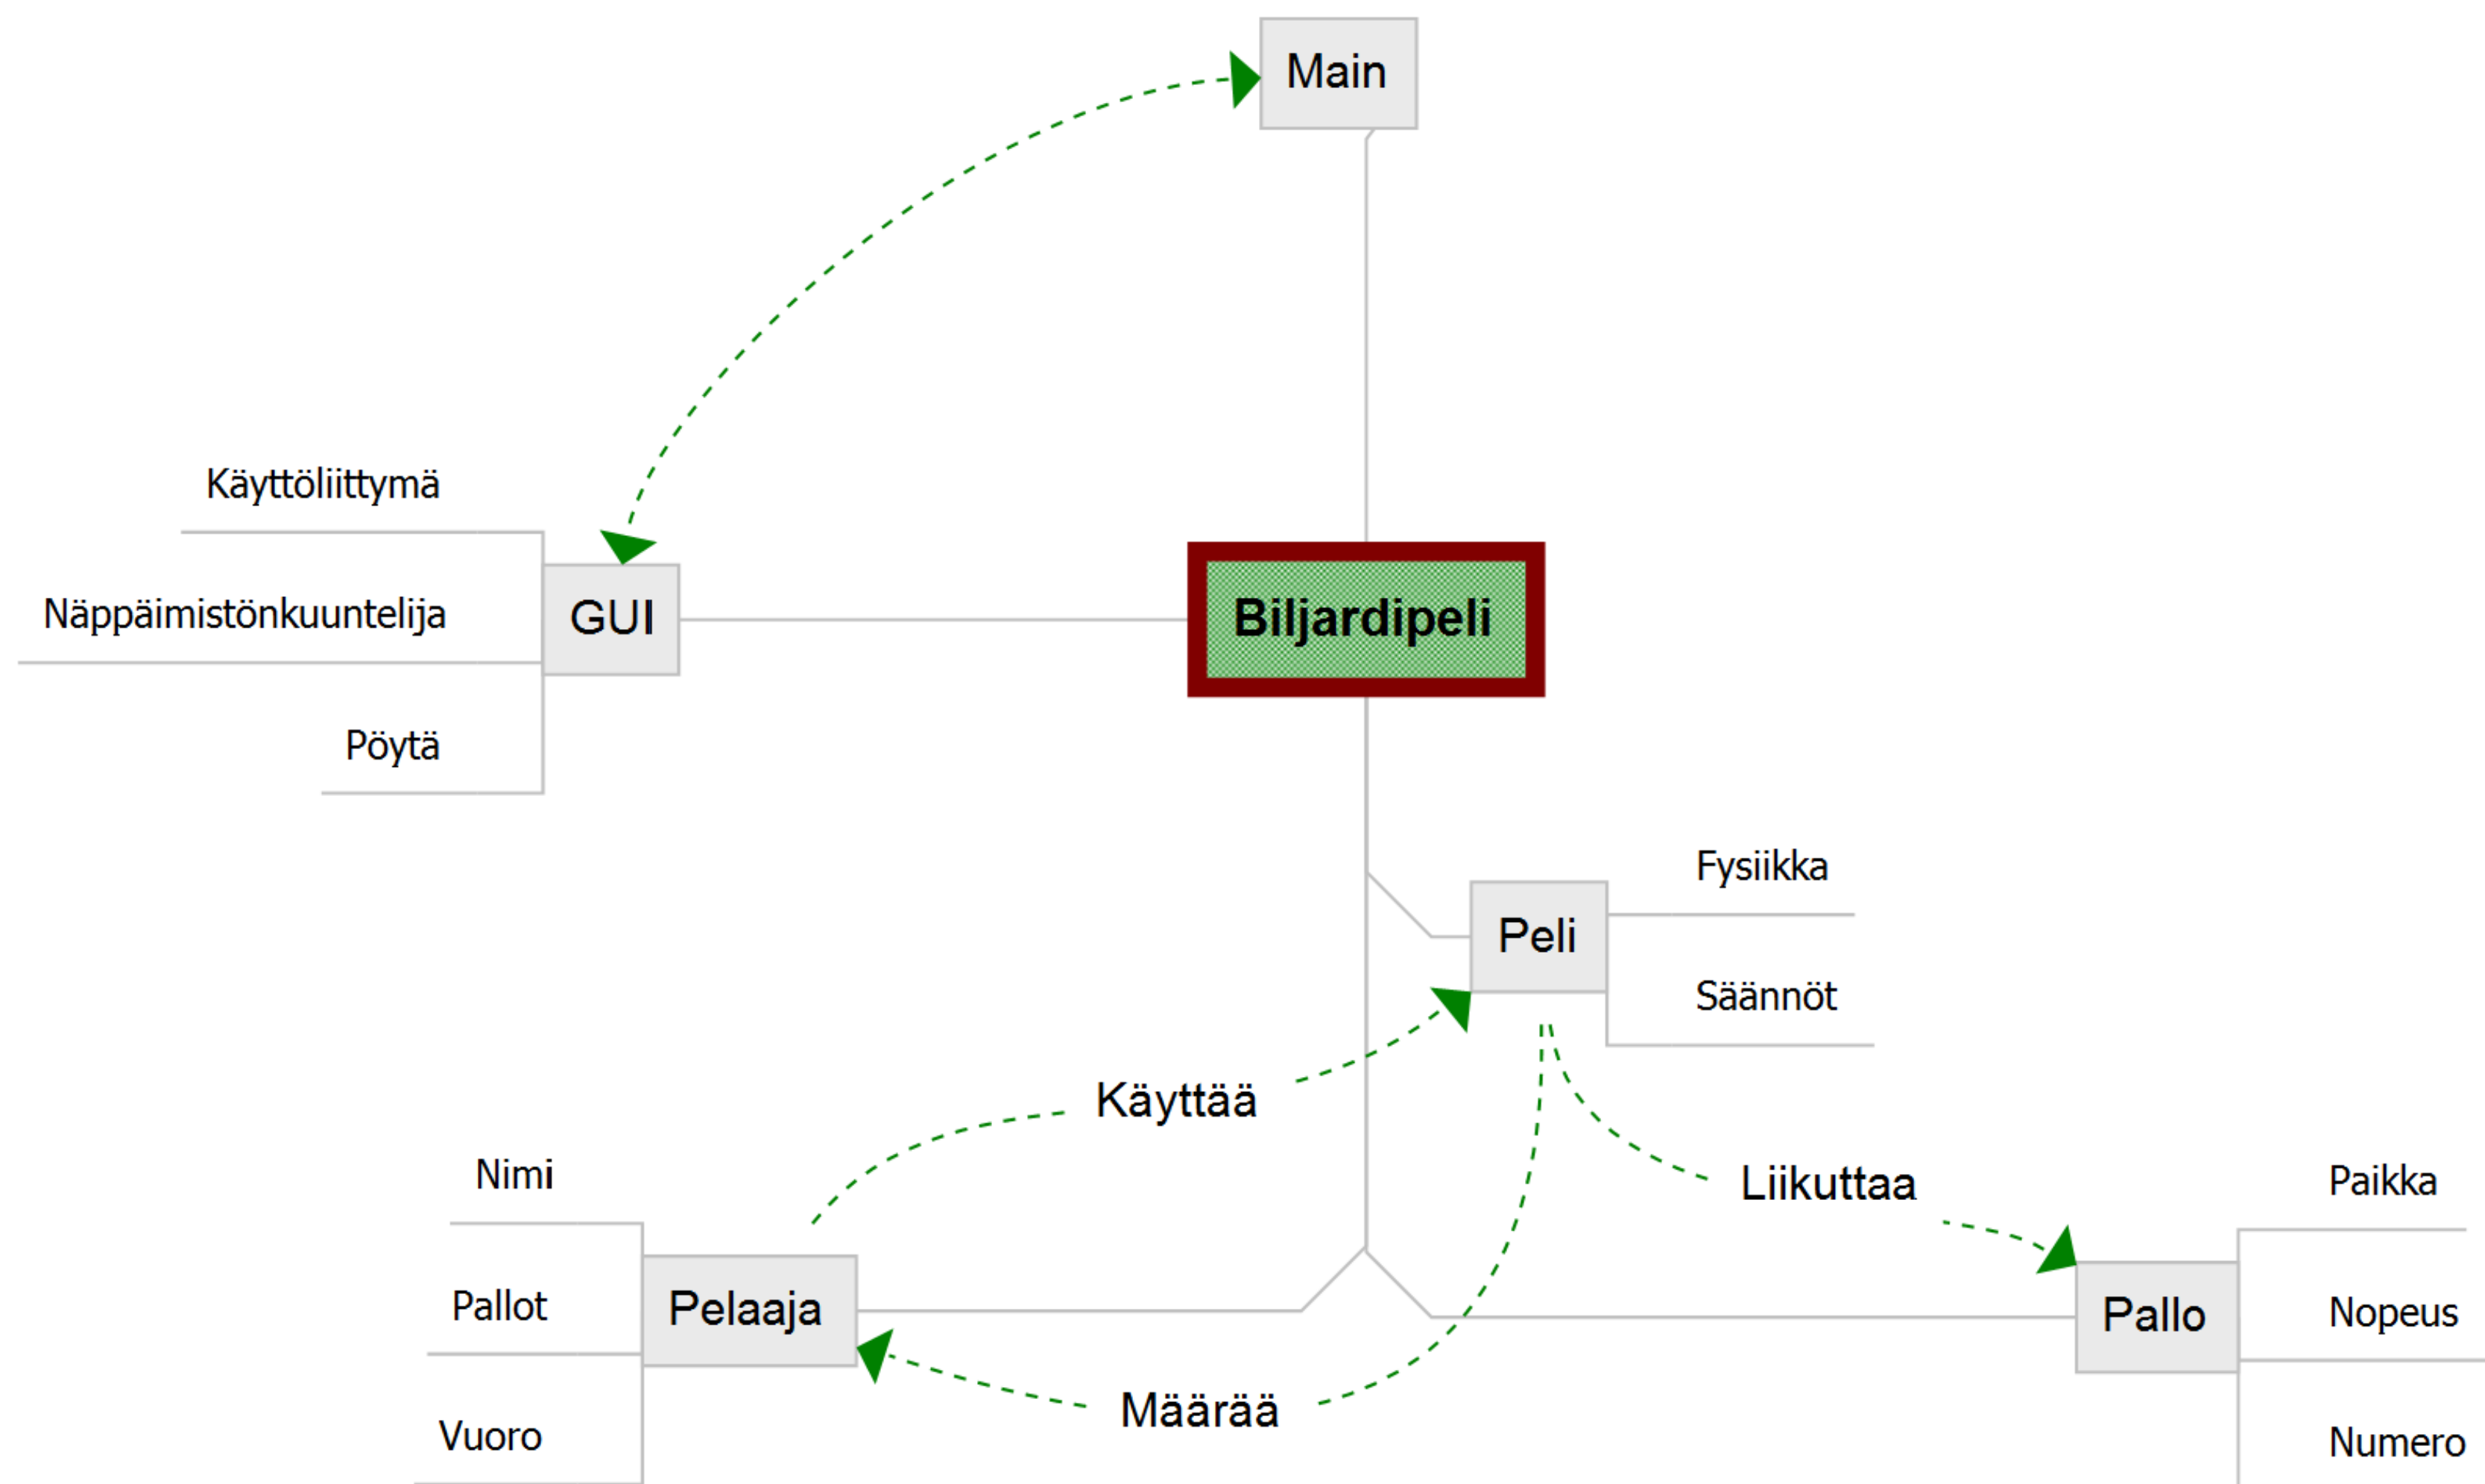 Main
Käyttöliittymä
Näppäimistönkuuntelija
GUI
Biljardipeli
Pöytä
Fysiikka
Peli
Säännöt
Käyttää
Nimi
Liikuttaa
Paikka
Pallot
Pelaaja
Pallo
Nopeus
Määrää
Vuoro
Numero